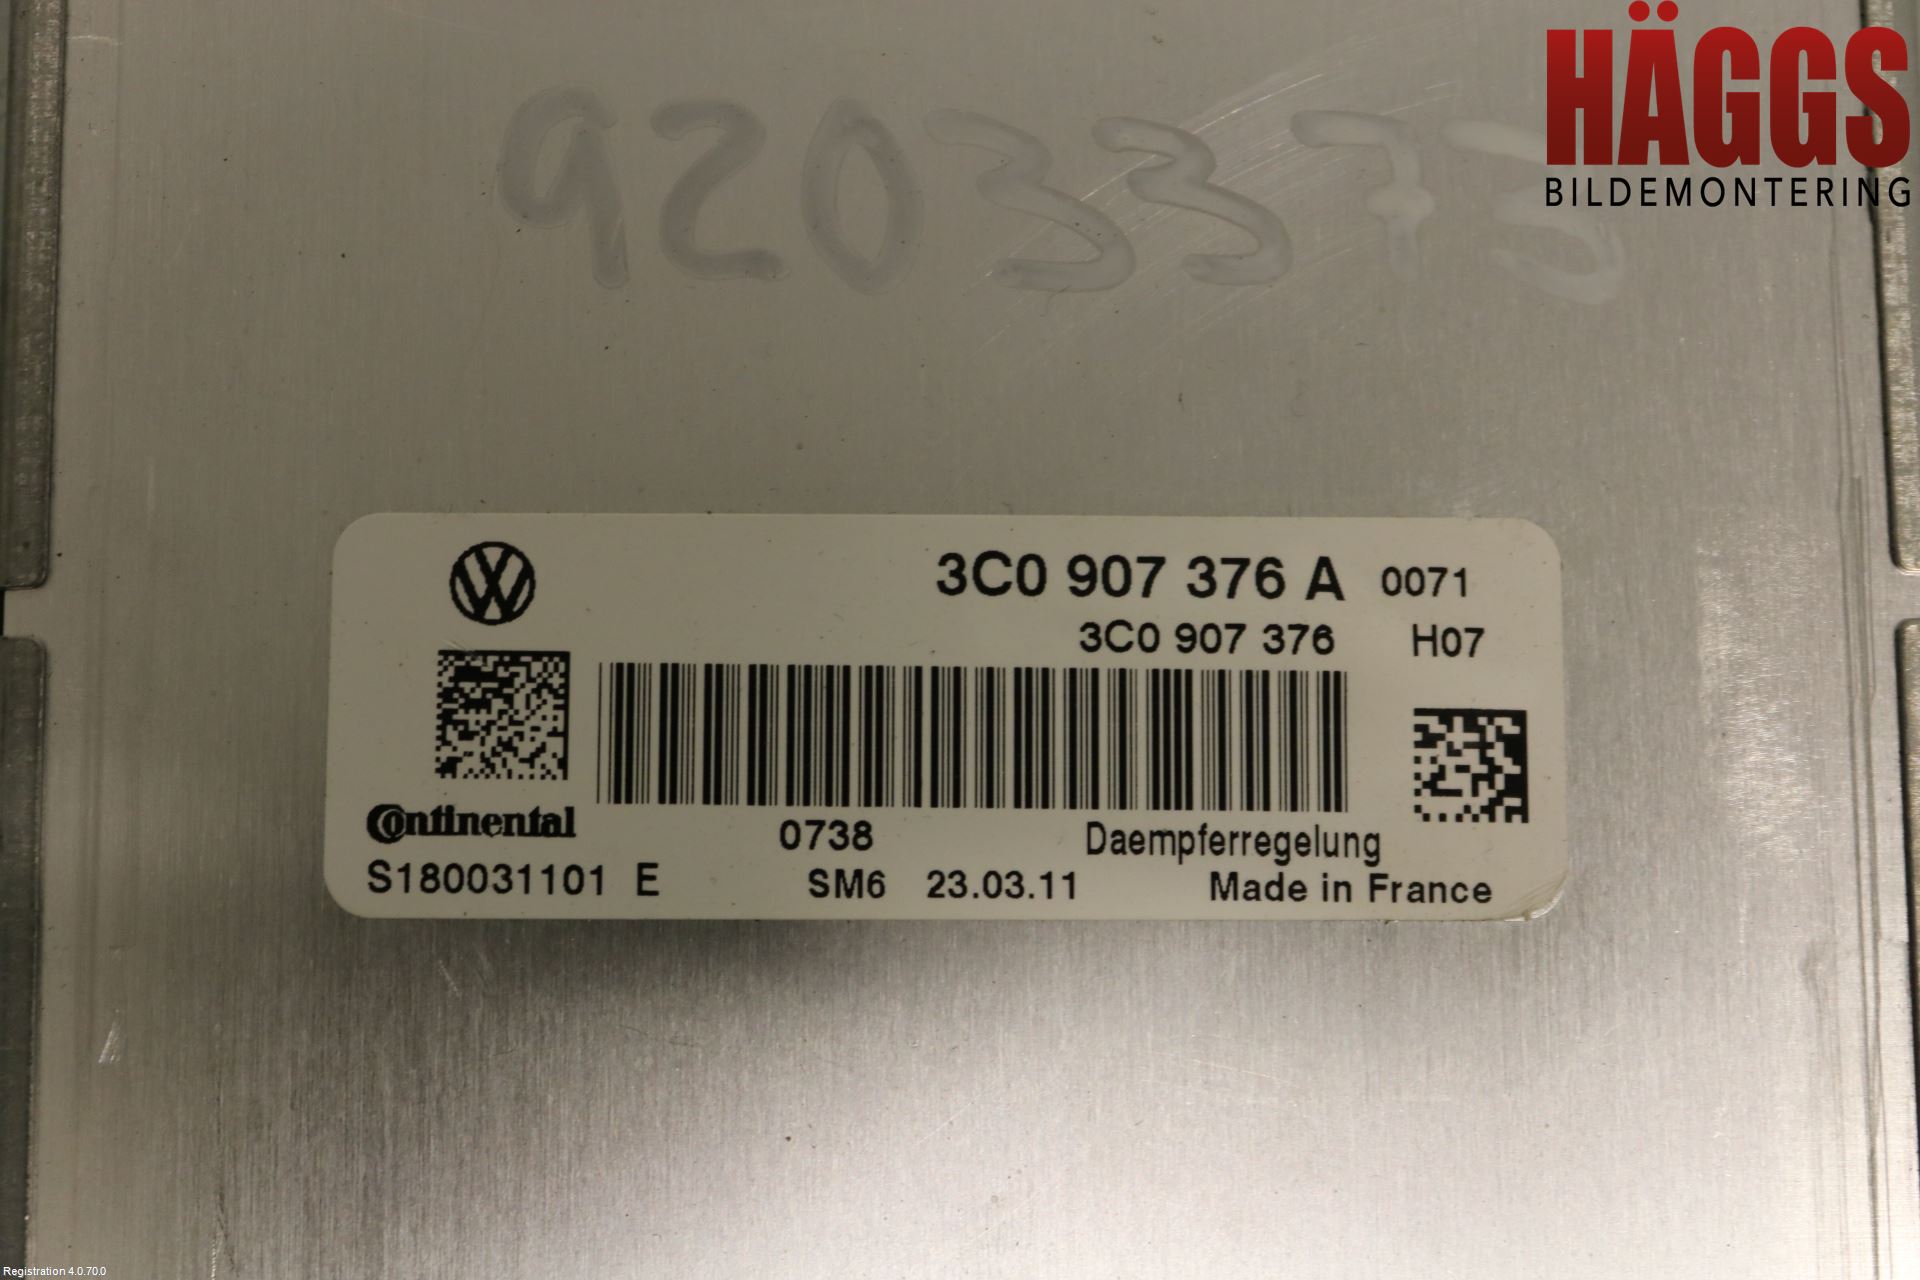 HÄGGS
BILDEMONTERING
9203375
3C0 907 376 A 0071
3C0 907 376 H07
Continental
0738 Daempferregelung
S180031101 E SM6 23.03.11 Made in France
Registration 4.0.70.0